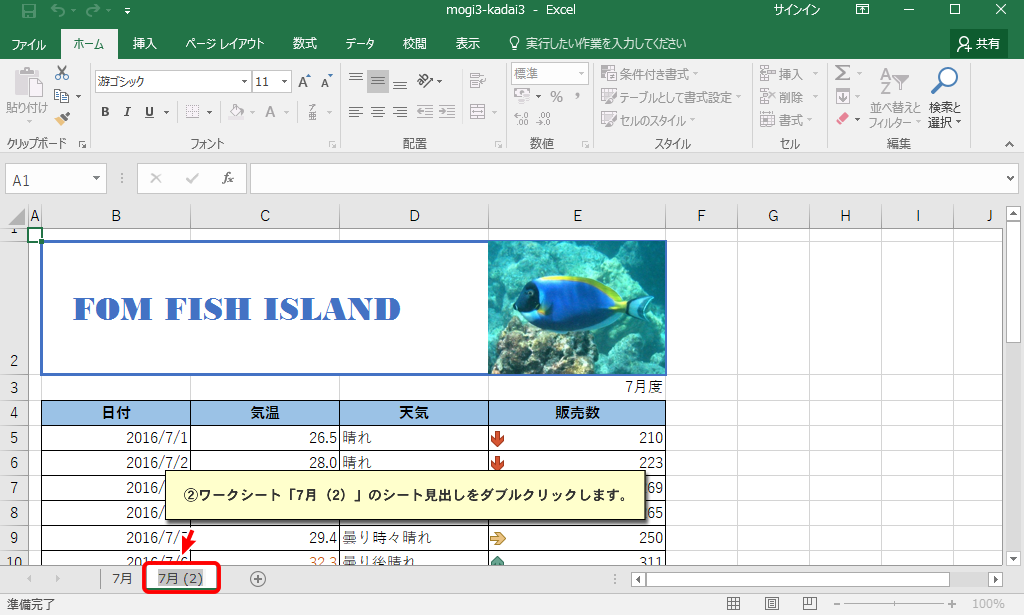 mogi3-kadai3 - Excel
サインイン
ファイル ホーム 挿入 ページ レイアウト 数式 データ 校閲 表示 実行したい作業を入力してください 共有
貼り付け
游ゴシック 11 A A
標準
条件付き書式
テーブルとして書式設定
セルのスタイル
挿入
削除
書式
並べ替えと
フィルター
検索と
選択
B I U A
% ,
クリップボード フォント 配置 数値 スタイル セル 編集
A1 fx
A B C D E F G H I J
1
2 FOM FISH ISLAND
3 7月度
4 日付 気温 天気 販売数
5 2016/7/1 26.5 晴れ 210
6 2016/7/2 28.0 晴れ 223
7 2016/ 69
②ワークシート「7月（2）」のシート見出しをダブルクリックします。
8 2016/ 65
9 2016/7/ 29.4 曇り時々晴れ 250
10 2016/7/6 32.3 曇り後晴れ 311
7月 7月 (2)
準備完了 100%